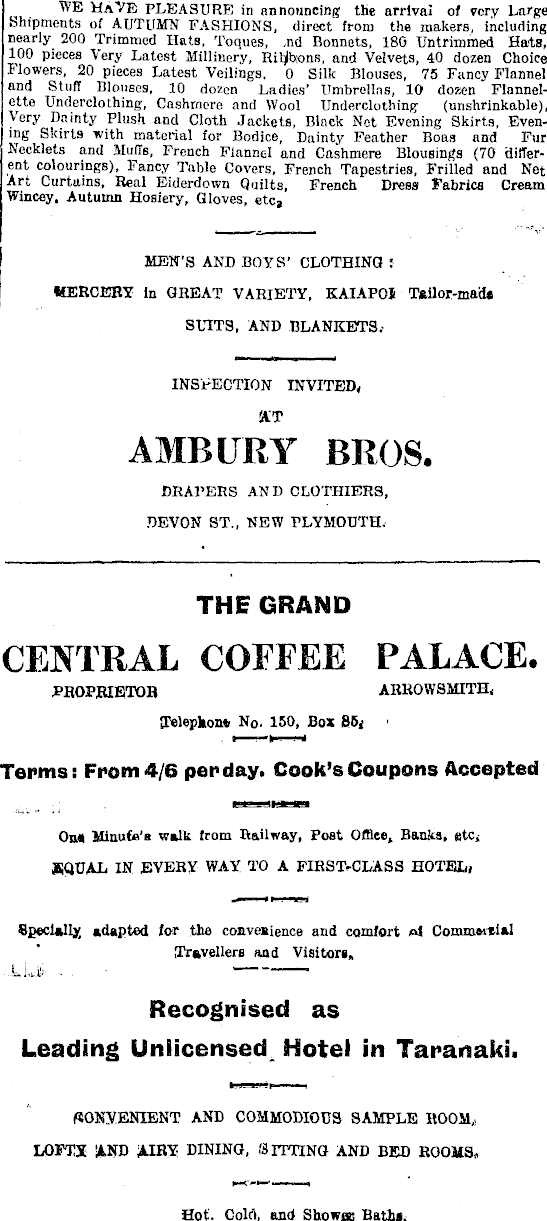 WE HAVE PLEASURE in announcing the arrival of very Large
Shipments of AUTUMN FASHIONS, direct from the makers, including
nearly 200 Trimmed Hats, Toques, and Bonnets, 180 Untrimmed Hats,
100 pieces Very Latest Millinery, Ribbons, and Velvets, 40 dozen Choice
Flowers, 20 pieces Latest Veilings, 0 Silk Blouses, 75 Fancy Flannel
and Stuff Blouses, 10 dozen Ladies' Umbrellas, 10 dozen Flannel-
ette Underclothing, Cashmere and Wool Underclothing (unshrinkable),
Very Dainty Plush and Cloth Jackets, Black Net Evening Skirts, Even-
ing Skirts with material for Bodice, Dainty Feather Boas and Fur
Necklets and Muffs, French Flannel and Cashmere Blousings (70 differ-
ent colourings), Fancy Table Covers, French Tapestries, Frilled and Net
Art Curtains, Real Eiderdown Quilts, French Dress Fabrics Cream
Wincey, Autumn Hosiery, Gloves, etc,
MEN'S AND BOYS' CLOTHING :
MERCERY in GREAT VARIETY, KAIAPOI Tailor-made
SUITS, AND BLANKETS.
INSPECTION INVITED,
AT
AMBURY BROS.
DRAPERS AND CLOTHIERS,
DEVON ST., NEW PLYMOUTH.
THE GRAND
CENTRAL COFFEE PALACE.
PROPRIETOR ARROWSMITH,
Telephone No. 150, Box 85,
Terms: From 4/6 per day. Cook's Coupons Accepted
One Minute's walk from Railway, Post Office, Banks, etc,
EQUAL IN EVERY WAY TO A FIRST-CLASS HOTEL,
Specially adapted for the convenience and comfort of Commercial
Travellers and Visitors,
Recognised as
Leading Unlicensed Hotel in Taranaki.
CONVENIENT AND COMMODIOUS SAMPLE ROOM,
LOFTY AND AIRY DINING, SITTING AND BED ROOMS,
Hot, Cold, and Shower Baths.